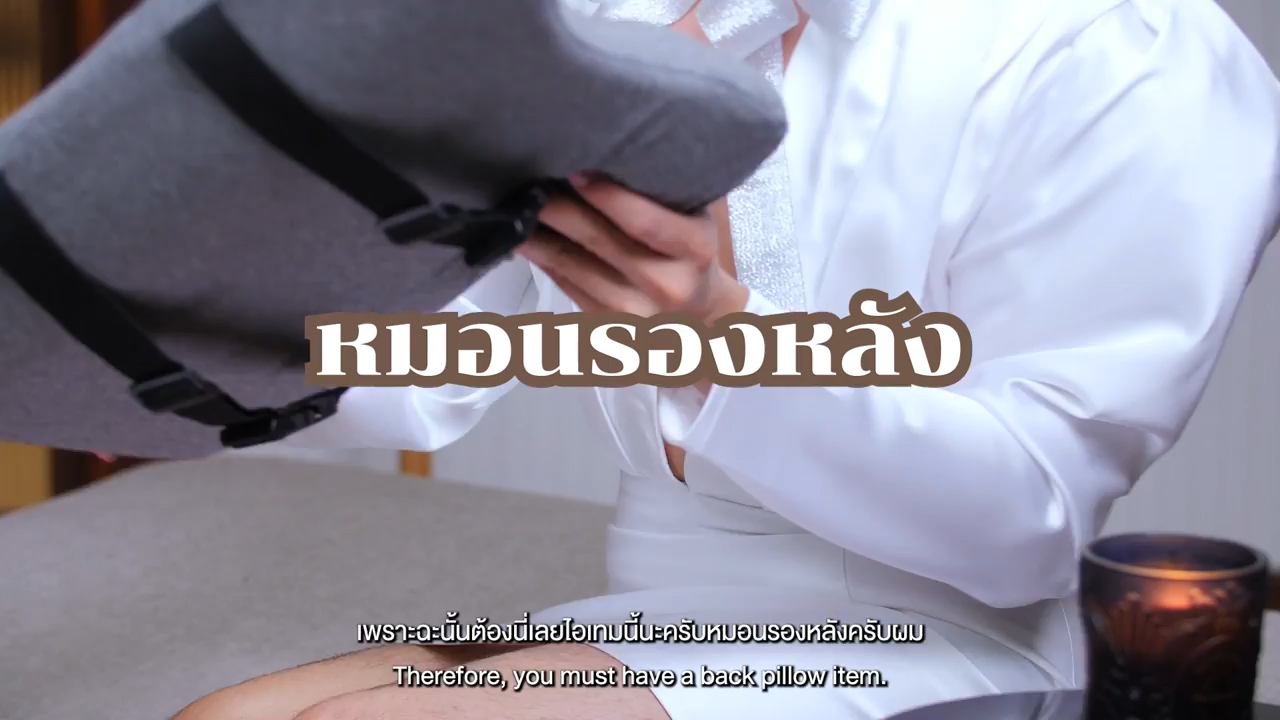 หมอนรองหลัง
เพราะฉะนั้นต้องนี่เลยไอเทมนี้นะครับหมอนรองหลังครับผม
Therefore, you must have a back pillow item.